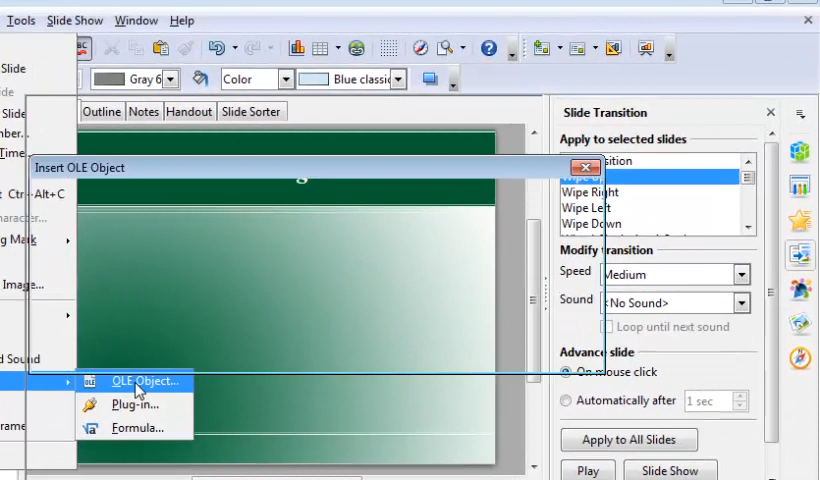 Tools Slide Show Window Help
Gray 6 Color Blue classic
Slide
Outline Notes Handout Slide Sorter
Slide Transition
Slide
Apply to selected slides
Insert OLE Object
Ctrl+Alt+C
Wipe Right
Wipe Left
Wipe Down
Modify transition
Image...
Speed Medium
Sound <No Sound>
Loop until next sound
Sound
Advance slide
On mouse click
OLE Object...
Automatically after 1 sec
Plug-in...
Formula...
Apply to All Slides
Play Slide Show